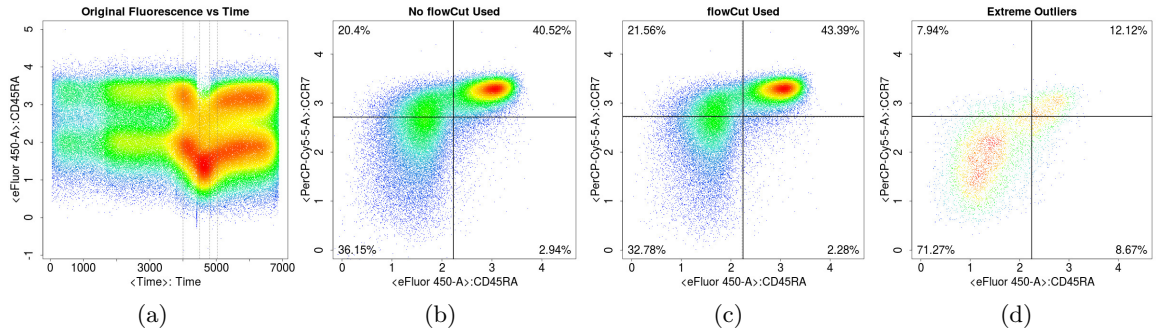 Original Fluorescence vs Time
5
4
3
2
1
0
-1
0 1000 3000 5000 7000
<eFluor 450-A>:CD45RA
<Time>: Time
(a)
No flowCut Used
20.4% 40.52%
36.15% 2.94%
4
3
2
1
0
0 1 2 3 4
<PerCP-Cy5-5-A>:CCR7
<eFluor 450-A>:CD45RA
(b)
flowCut Used
21.56% 43.39%
32.78% 2.28%
4
3
2
1
0
0 1 2 3 4
<PerCP-Cy5-5-A>:CCR7
<eFluor 450-A>:CD45RA
(c)
Extreme Outliers
7.94% 12.12%
71.27% 8.67%
4
3
2
1
0
0 1 2 3 4
<PerCP-Cy5-5-A>:CCR7
<eFluor 450-A>:CD45RA
(d)